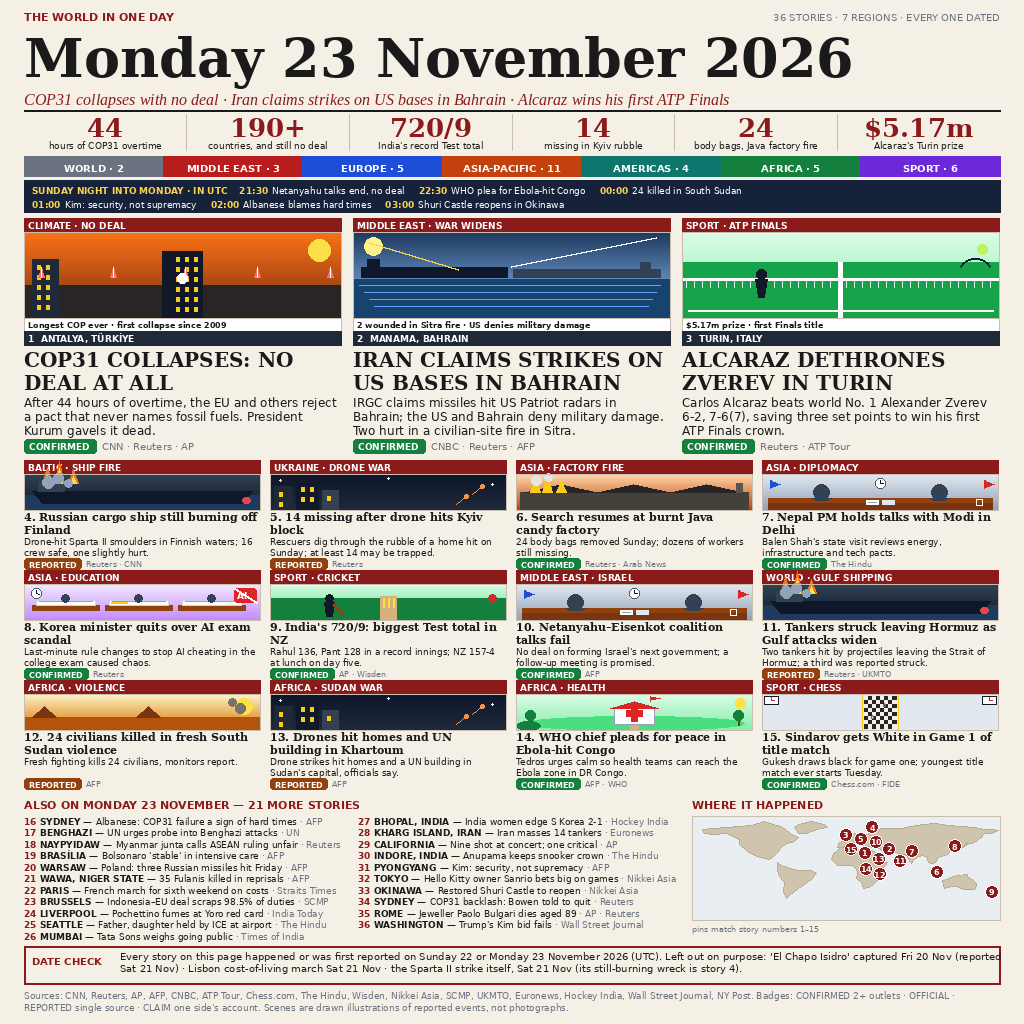 THE WORLD IN ONE DAY
36 STORIES · 7 REGIONS · EVERY ONE DATED
Monday 23 November 2026
COP31 collapses with no deal · Iran claims strikes on US bases in Bahrain · Alcaraz wins his first ATP Finals
44
hours of COP31 overtime
190+
countries, and still no deal
720/9
India's record Test total
14
missing in Kyiv rubble
24
body bags, Java factory fire
$5.17m
Alcaraz's Turin prize
WORLD · 2
MIDDLE EAST · 3
EUROPE · 5
ASIA-PACIFIC · 11
AMERICAS · 4
AFRICA · 5
SPORT · 6
SUNDAY NIGHT INTO MONDAY · IN UTC 21:30 Netanyahu talks end, no deal 22:30 WHO plea for Ebola-hit Congo 00:00 24 killed in South Sudan
01:00 Kim: security, not supremacy 02:00 Albanese blames hard times 03:00 Shuri Castle reopens in Okinawa
CLIMATE · NO DEAL
Longest COP ever · first collapse since 2009
1 ANTALYA, TÜRKİYE
COP31 COLLAPSES: NO
DEAL AT ALL
After 44 hours of overtime, the EU and others reject
a pact that never names fossil fuels. President
Kurum gavels it dead.
CONFIRMED CNN · Reuters · AP
MIDDLE EAST · WAR WIDENS
2 wounded in Sitra fire · US denies military damage
2 MANAMA, BAHRAIN
IRAN CLAIMS STRIKES ON
US BASES IN BAHRAIN
IRGC claims missiles hit US Patriot radars in
Bahrain; the US and Bahrain deny military damage.
Two hurt in a civilian-site fire in Sitra.
CONFIRMED CNBC · Reuters · AFP
SPORT · ATP FINALS
$5.17m prize · first Finals title
3 TURIN, ITALY
ALCARAZ DETHRONES
ZVEREV IN TURIN
Carlos Alcaraz beats world No. 1 Alexander Zverev
6-2, 7-6(7), saving three set points to win his first
ATP Finals crown.
CONFIRMED Reuters · ATP Tour
BALTIC · SHIP FIRE
4. Russian cargo ship still burning off
Finland
Drone-hit Sparta II smoulders in Finnish waters; 16
crew safe, one slightly hurt.
REPORTED Reuters · CNN
UKRAINE · DRONE WAR
5. 14 missing after drone hits Kyiv
block
Rescuers dig through the rubble of a home hit on
Sunday; at least 14 may be trapped.
REPORTED Reuters
ASIA · FACTORY FIRE
6. Search resumes at burnt Java
candy factory
24 body bags removed Sunday; dozens of workers
still missing.
CONFIRMED Reuters · Arab News
ASIA · DIPLOMACY
7. Nepal PM holds talks with Modi in
Delhi
Balen Shah's state visit reviews energy,
infrastructure and tech pacts.
CONFIRMED The Hindu
ASIA · EDUCATION
AI
8. Korea minister quits over AI exam
scandal
Last-minute rule changes to stop AI cheating in the
college exam caused chaos.
CONFIRMED Reuters
SPORT · CRICKET
9. India's 720/9: biggest Test total in
NZ
Rahul 136, Pant 128 in a record innings; NZ 157-4
at lunch on day five.
CONFIRMED AP · Wisden
MIDDLE EAST · ISRAEL
10. Netanyahu–Eisenkot coalition
talks fail
No deal on forming Israel's next government; a
follow-up meeting is promised.
CONFIRMED AFP
WORLD · GULF SHIPPING
11. Tankers struck leaving Hormuz as
Gulf attacks widen
Two tankers hit by projectiles leaving the Strait of
Hormuz; a third was reported struck.
REPORTED Reuters · UKMTO
AFRICA · VIOLENCE
12. 24 civilians killed in fresh South
Sudan violence
Fresh fighting kills 24 civilians, monitors report.
REPORTED AFP
AFRICA · SUDAN WAR
13. Drones hit homes and UN
building in Khartoum
Drone strikes hit homes and a UN building in
Sudan's capital, officials say.
REPORTED AFP
AFRICA · HEALTH
14. WHO chief pleads for peace in
Ebola-hit Congo
Tedros urges calm so health teams can reach the
Ebola zone in DR Congo.
CONFIRMED AFP · WHO
SPORT · CHESS
15. Sindarov gets White in Game 1 of
title match
Gukesh draws black for game one; youngest title
match ever starts Tuesday.
CONFIRMED Chess.com · FIDE
ALSO ON MONDAY 23 NOVEMBER — 21 MORE STORIES
16 SYDNEY — Albanese: COP31 failure a sign of hard times · AFP
17 BENGHAZI — UN urges probe into Benghazi attacks · UN
18 NAYPYIDAW — Myanmar junta calls ASEAN ruling unfair · Reuters
19 BRASÍLIA — Bolsonaro 'stable' in intensive care · AFP
20 WARSAW — Poland: three Russian missiles hit Friday · AFP
21 WAWA, NIGER STATE — 35 Fulanis killed in reprisals · AFP
22 PARIS — French march for sixth weekend on costs · Straits Times
23 BRUSSELS — Indonesia–EU deal scraps 98.5% of duties · SCMP
24 LIVERPOOL — Pochettino fumes at Yoro red card · India Today
25 SEATTLE — Father, daughter held by ICE at airport · The Hindu
26 MUMBAI — Tata Sons weighs going public · Times of India
27 BHOPAL, INDIA — India women edge S Korea 2-1 · Hockey India
28 KHARG ISLAND, IRAN — Iran masses 14 tankers · Euronews
29 CALIFORNIA — Nine shot at concert; one critical · AP
30 INDORE, INDIA — Anupama keeps snooker crown · The Hindu
31 PYONGYANG — Kim: security, not supremacy · AFP
32 TOKYO — Hello Kitty owner Sanrio bets big on games · Nikkei Asia
33 OKINAWA — Restored Shuri Castle to reopen · Nikkei Asia
34 SYDNEY — COP31 backlash: Bowen told to quit · Reuters
35 ROME — Jeweller Paolo Bulgari dies aged 89 · AP · Reuters
36 WASHINGTON — Trump's Kim bid fails · Wall Street Journal
WHERE IT HAPPENED
4
3
5
10
15
1
2
7
8
13
11
14
12
6
9
pins match story numbers 1–15
DATE CHECK
Every story on this page happened or was first reported on Sunday 22 or Monday 23 November 2026 (UTC). Left out on purpose: 'El Chapo Isidro' captured Fri 20 Nov (reported
Sat 21 Nov) · Lisbon cost-of-living march Sat 21 Nov · the Sparta II strike itself, Sat 21 Nov (its still-burning wreck is story 4).
Sources: CNN, Reuters, AP, AFP, CNBC, ATP Tour, Chess.com, The Hindu, Wisden, Nikkei Asia, SCMP, UKMTO, Euronews, Hockey India, Wall Street Journal, NY Post. Badges: CONFIRMED 2+ outlets · OFFICIAL ·
REPORTED single source · CLAIM one side's account. Scenes are drawn illustrations of reported events, not photographs.